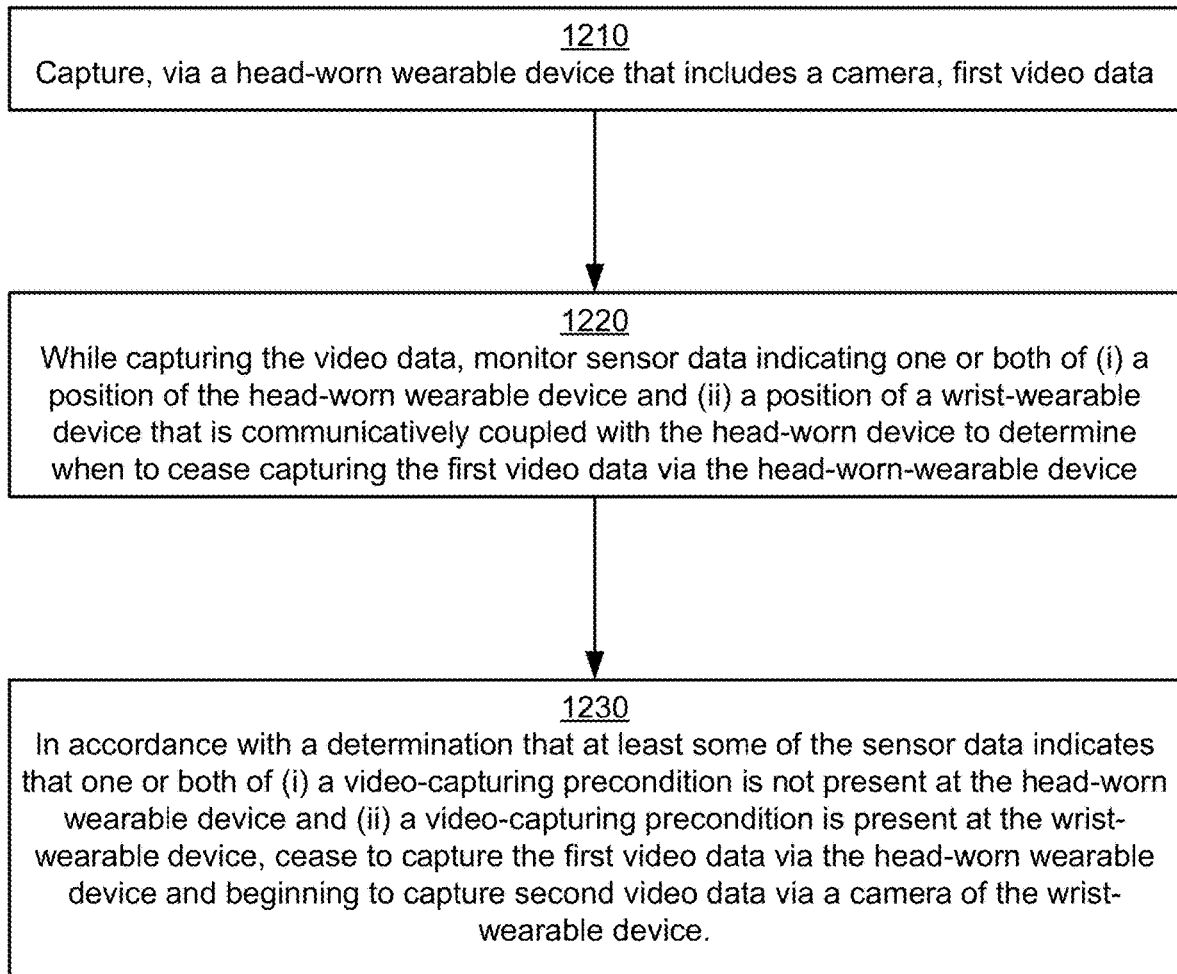 1210
Capture, via a head-worn wearable device that includes a camera, first video data
1220
While capturing the video data, monitor sensor data indicating one or both of (i) a
position of the head-worn wearable device and (ii) a position of a wrist-wearable
device that is communicatively coupled with the head-worn device to determine
when to cease capturing the first video data via the head-worn-wearable device
1230
In accordance with a determination that at least some of the sensor data indicates
that one or both of (i) a video-capturing precondition is not present at the head-worn
wearable device and (ii) a video-capturing precondition is present at the wrist-
wearable device, cease to capture the first video data via the head-worn wearable
device and beginning to capture second video data via a camera of the wrist-
wearable device.